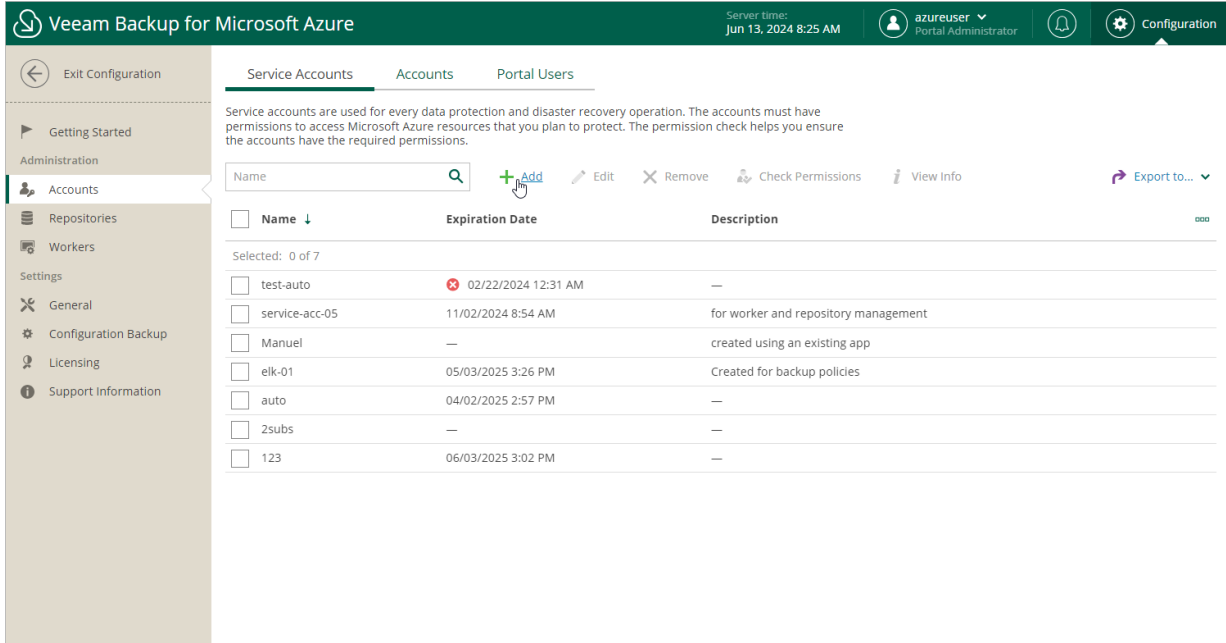 Veeam Backup for Microsoft Azure
Server time:
Jun 13, 2024 8:25 AM
azureuser
Portal Administrator
Configuration
Exit Configuration
Getting Started
Administration
Accounts
Repositories
Workers
Settings
General
Configuration Backup
Licensing
Support Information
Service Accounts Accounts Portal Users
Service accounts are used for every data protection and disaster recovery operation. The accounts must have
permissions to access Microsoft Azure resources that you plan to protect. The permission check helps you ensure
the accounts have the required permissions.
Name Add Edit Remove Check Permissions View Info Export to...
Name Expiration Date Description
Selected: 0 of 7
test-auto 02/22/2024 12:31 AM —
service-acc-05 11/02/2024 8:54 AM for worker and repository management
Manuel — created using an existing app
elk-01 05/03/2025 3:26 PM Created for backup policies
auto 04/02/2025 2:57 PM —
2subs — —
123 06/03/2025 3:02 PM —